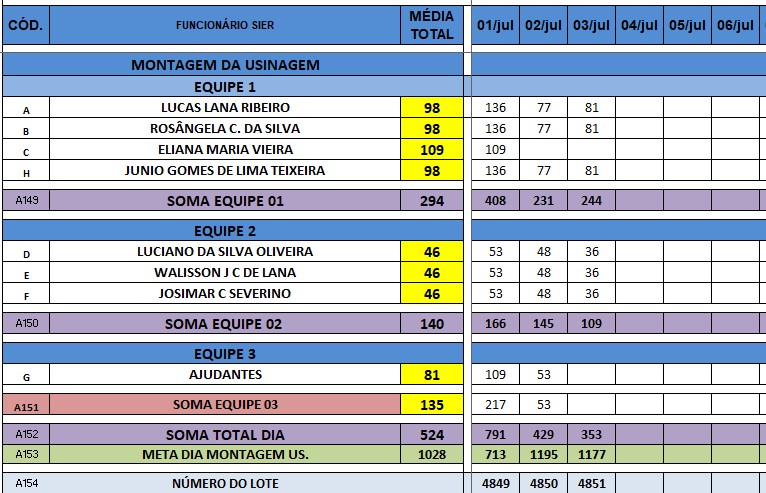 CÓD. FUNCIONÁRIO SIER MÉDIA TOTAL 01/jul 02/jul 03/jul 04/jul 05/jul 06/jul
MONTAGEM DA USINAGEM
EQUIPE 1
A LUCAS LANA RIBEIRO 98 136 77 81
B ROSÂNGELA C. DA SILVA 98 136 77 81
C ELIANA MARIA VIEIRA 109 109
H JUNIO GOMES DE LIMA TEIXEIRA 98 136 77 81
A149 SOMA EQUIPE 01 294 408 231 244
EQUIPE 2
D LUCIANO DA SILVA OLIVEIRA 46 53 48 36
E WALISSON J C DE LANA 46 53 48 36
F JOSIMAR C SEVERINO 46 53 48 36
A150 SOMA EQUIPE 02 140 166 145 109
EQUIPE 3
G AJUDANTES 81 109 53
A151 SOMA EQUIPE 03 135 217 53
A152 SOMA TOTAL DIA 524 791 429 353
A153 META DIA MONTAGEM US. 1028 713 1195 1177
A154 NÚMERO DO LOTE 4849 4850 4851